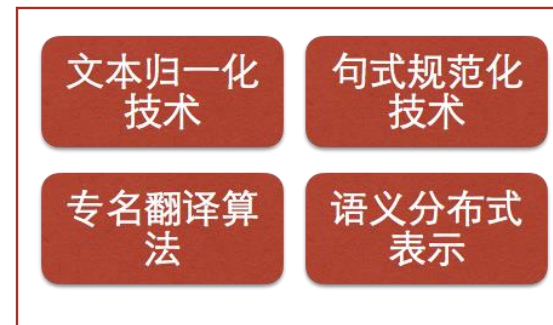 文本归一化
技术
句式规范化
技术
专名翻译算
法
语义分布式
表示